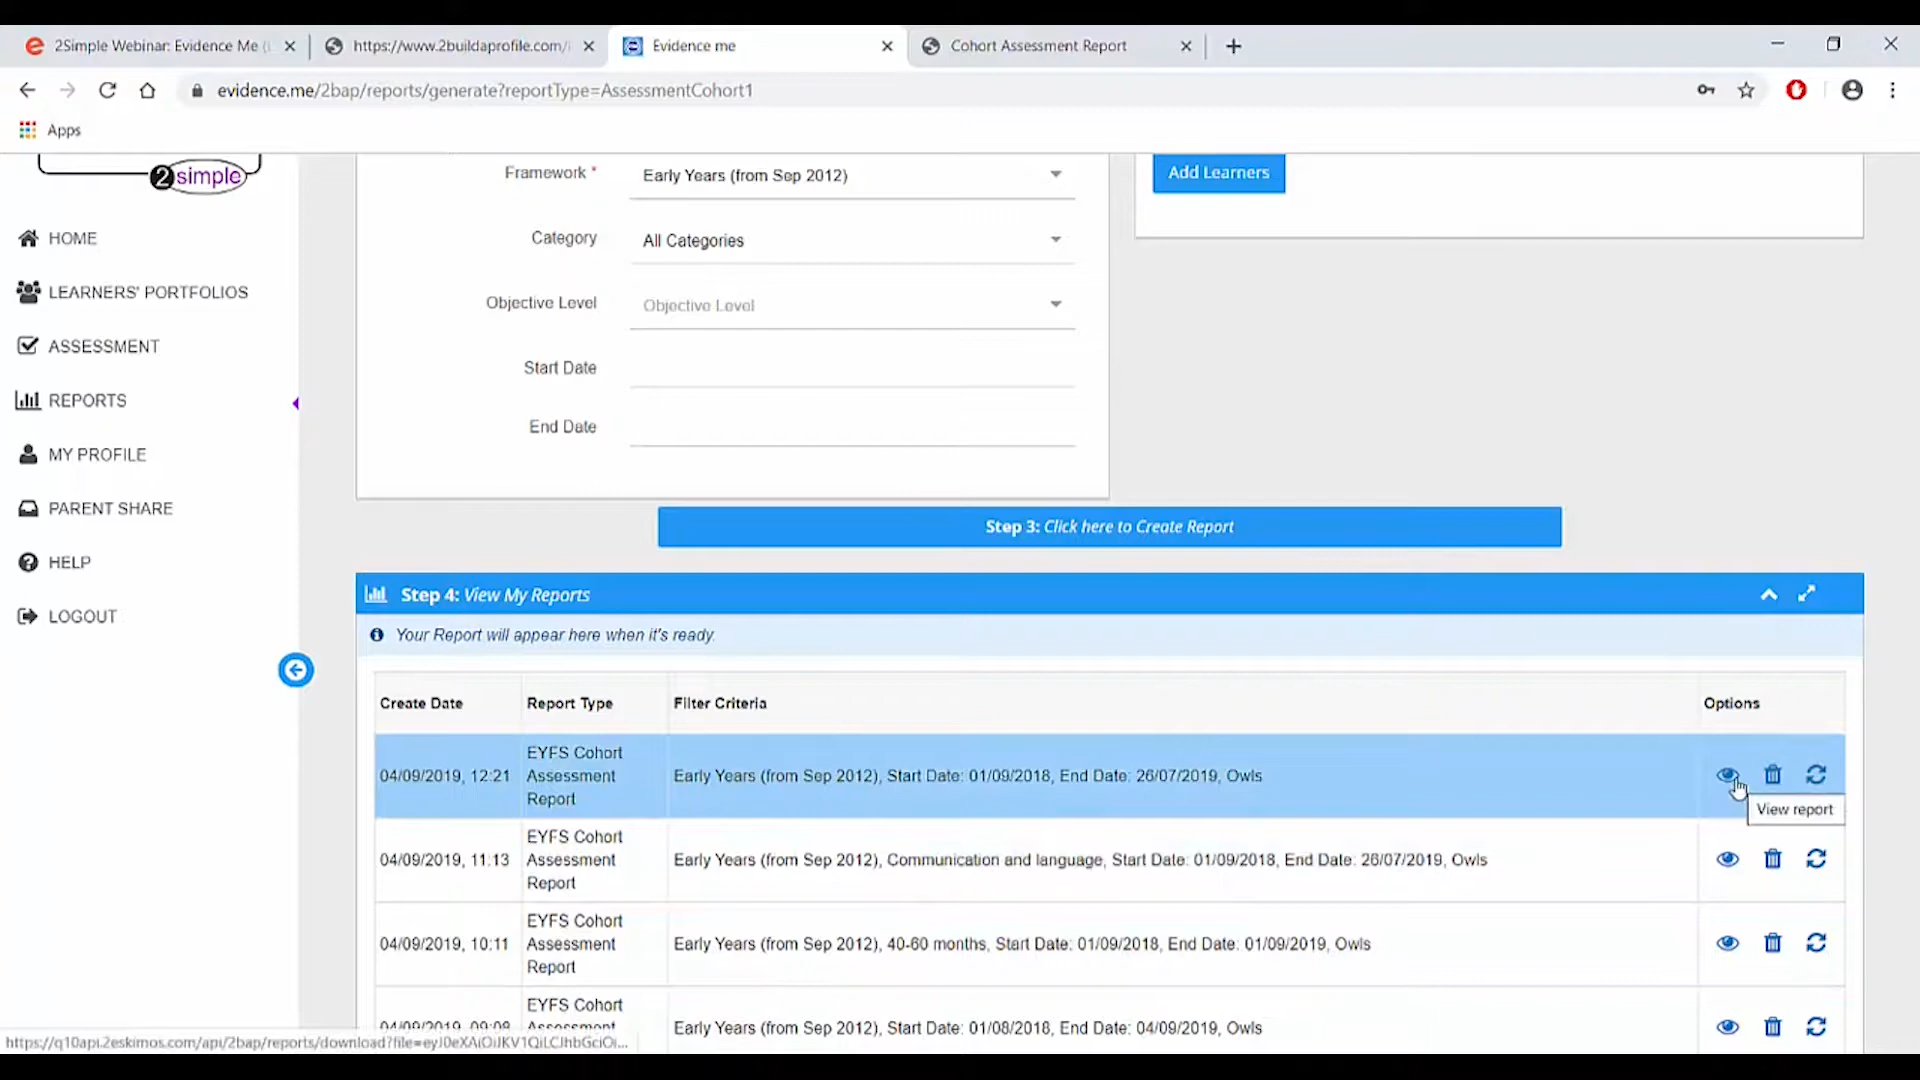 2Simple Webinar: Evidence Me (
https://www.2buildaprofile.com/
Evidence me
Cohort Assessment Report
evidence.me/2bap/reports/generate?reportType=AssessmentCohort1
Apps
2simple
HOME
LEARNERS' PORTFOLIOS
ASSESSMENT
REPORTS
MY PROFILE
PARENT SHARE
HELP
LOGOUT
Framework * Early Years (from Sep 2012)
Category All Categories
Objective Level Objective Level
Start Date
End Date
Add Learners
Step 3: Click here to Create Report
Step 4: View My Reports
Your Report will appear here when it's ready.
Create Date Report Type Filter Criteria Options
04/09/2019, 12:21 EYFS Cohort Assessment Report Early Years (from Sep 2012), Start Date: 01/09/2018, End Date: 26/07/2019, Owls
View report
04/09/2019, 11:13 EYFS Cohort Assessment Report Early Years (from Sep 2012), Communication and language, Start Date: 01/09/2018, End Date: 26/07/2019, Owls
04/09/2019, 10:11 EYFS Cohort Assessment Report Early Years (from Sep 2012), 40-60 months, Start Date: 01/09/2018, End Date: 01/09/2019, Owls
04/09/2019, 09:08 EYFS Cohort Assessment Early Years (from Sep 2012), Start Date: 01/08/2018, End Date: 04/09/2019, Owls